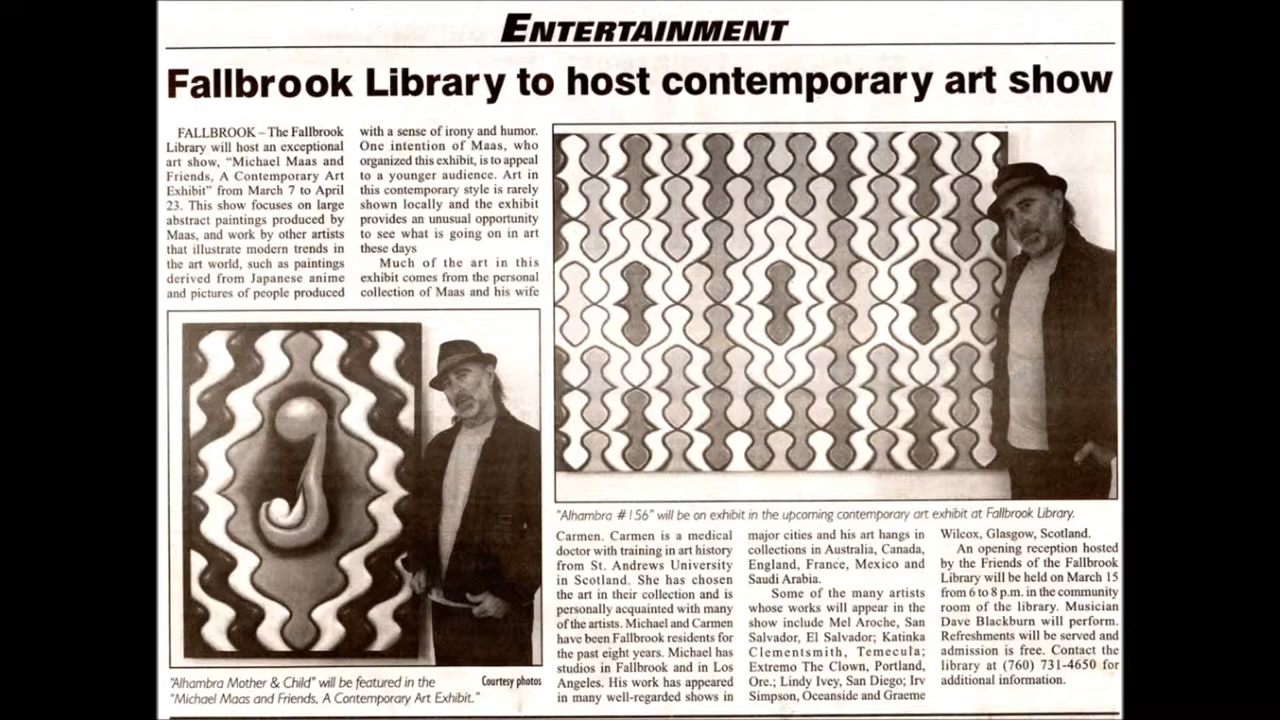 ENTERTAINMENT
Fallbrook Library to host contemporary art show
FALLBROOK – The Fallbrook
Library will host an exceptional
art show, “Michael Maas and
Friends, A Contemporary Art
Exhibit” from March 7 to April
23. This show focuses on large
abstract paintings produced by
Maas, and work by other artists
that illustrate modern trends in
the art world, such as paintings
derived from Japanese anime
and pictures of people produced
with a sense of irony and humor.
One intention of Maas, who
organized this exhibit, is to appeal
to a younger audience. Art in
this contemporary style is rarely
shown locally and the exhibit
provides an unusual opportunity
to see what is going on in art
these days
Much of the art in this
exhibit comes from the personal
collection of Maas and his wife
"Alhambra Mother & Child" will be featured in the
"Michael Maas and Friends, A Contemporary Art Exhibit."
Courtesy photos
"Alhambra #156" will be on exhibit in the upcoming contemporary art exhibit at Fallbrook Library.
Carmen. Carmen is a medical
doctor with training in art history
from St. Andrews University
in Scotland. She has chosen
the art in their collection and is
personally acquainted with many
of the artists. Michael and Carmen
have been Fallbrook residents for
the past eight years. Michael has
studios in Fallbrook and in Los
Angeles. His work has appeared
in many well-regarded shows in
major cities and his art hangs in
collections in Australia, Canada,
England, France, Mexico and
Saudi Arabia.
Some of the many artists
whose works will appear in the
show include Mel Aroche, San
Salvador, El Salvador; Katinka
Clementsmith, Temecula;
Extremo The Clown, Portland,
Ore.; Lindy Ivey, San Diego; Irv
Simpson, Oceanside and Graeme
Wilcox, Glasgow, Scotland.
An opening reception hosted
by the Friends of the Fallbrook
Library will be held on March 15
from 6 to 8 p.m. in the community
room of the library. Musician
Dave Blackburn will perform.
Refreshments will be served and
admission is free. Contact the
library at (760) 731-4650 for
additional information.